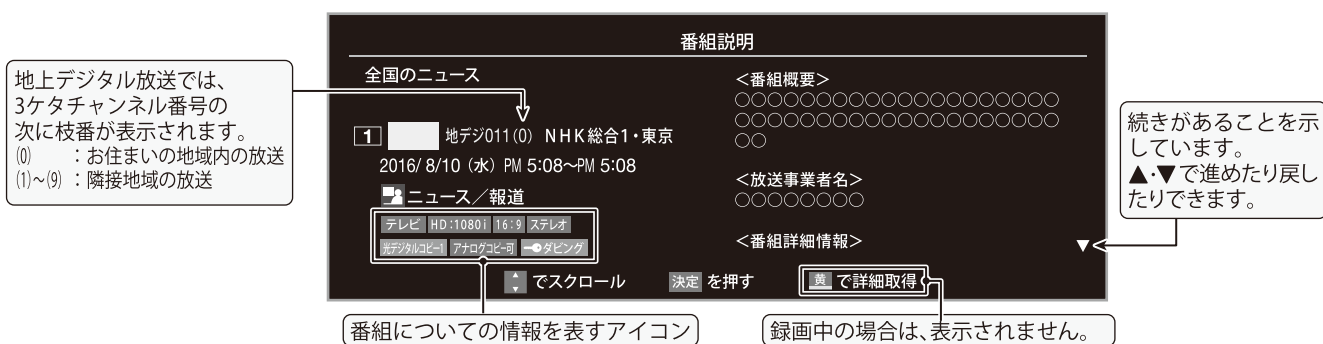 番組説明
地上デジタル放送では、
3ケタチャンネル番号の
次に枝番が表示されます。
(0)　：お住まいの地域内の放送
(1)～(9)：隣接地域の放送
全国のニュース
1 地デジ011(0) NHK総合1・東京
2016/ 8/10 (水) PM 5:08～PM 5:08
ニュース／報道
テレビ HD:1080i 16:9 ステレオ
光デジタルコピー1 アナログコピー可 ダビング
＜番組概要＞
○○○○○○○○○○○○○○○○○○○○
○○○○○○○○○○○○○○○○○○○○
○○
＜放送事業者名＞
○○○○○○○○
＜番組詳細情報＞
▼
でスクロール 決定 を押す 黄 で詳細取得
続きがあることを示
しています。
▲・▼で進めたり戻し
たりできます。
番組についての情報を表すアイコン
録画中の場合は、表示されません。